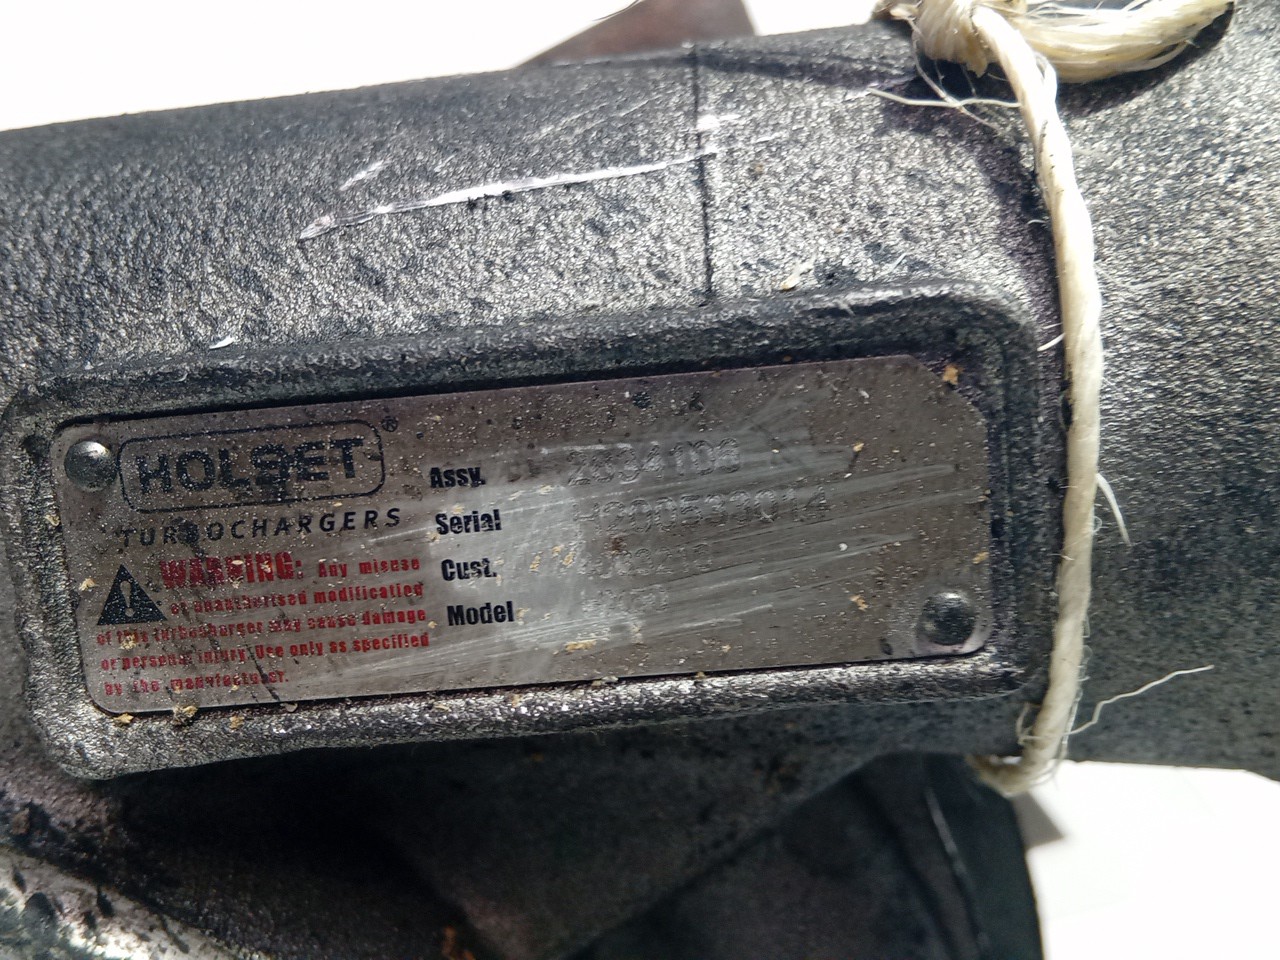 HOLSET®
TURBOCHARGERS
WARNING: Any misuse
or unauthorised modification
of this turbocharger may cause damage
or personal injury. Use only as specified
by the manufacturer.
Assy.
Serial
Cust.
Model